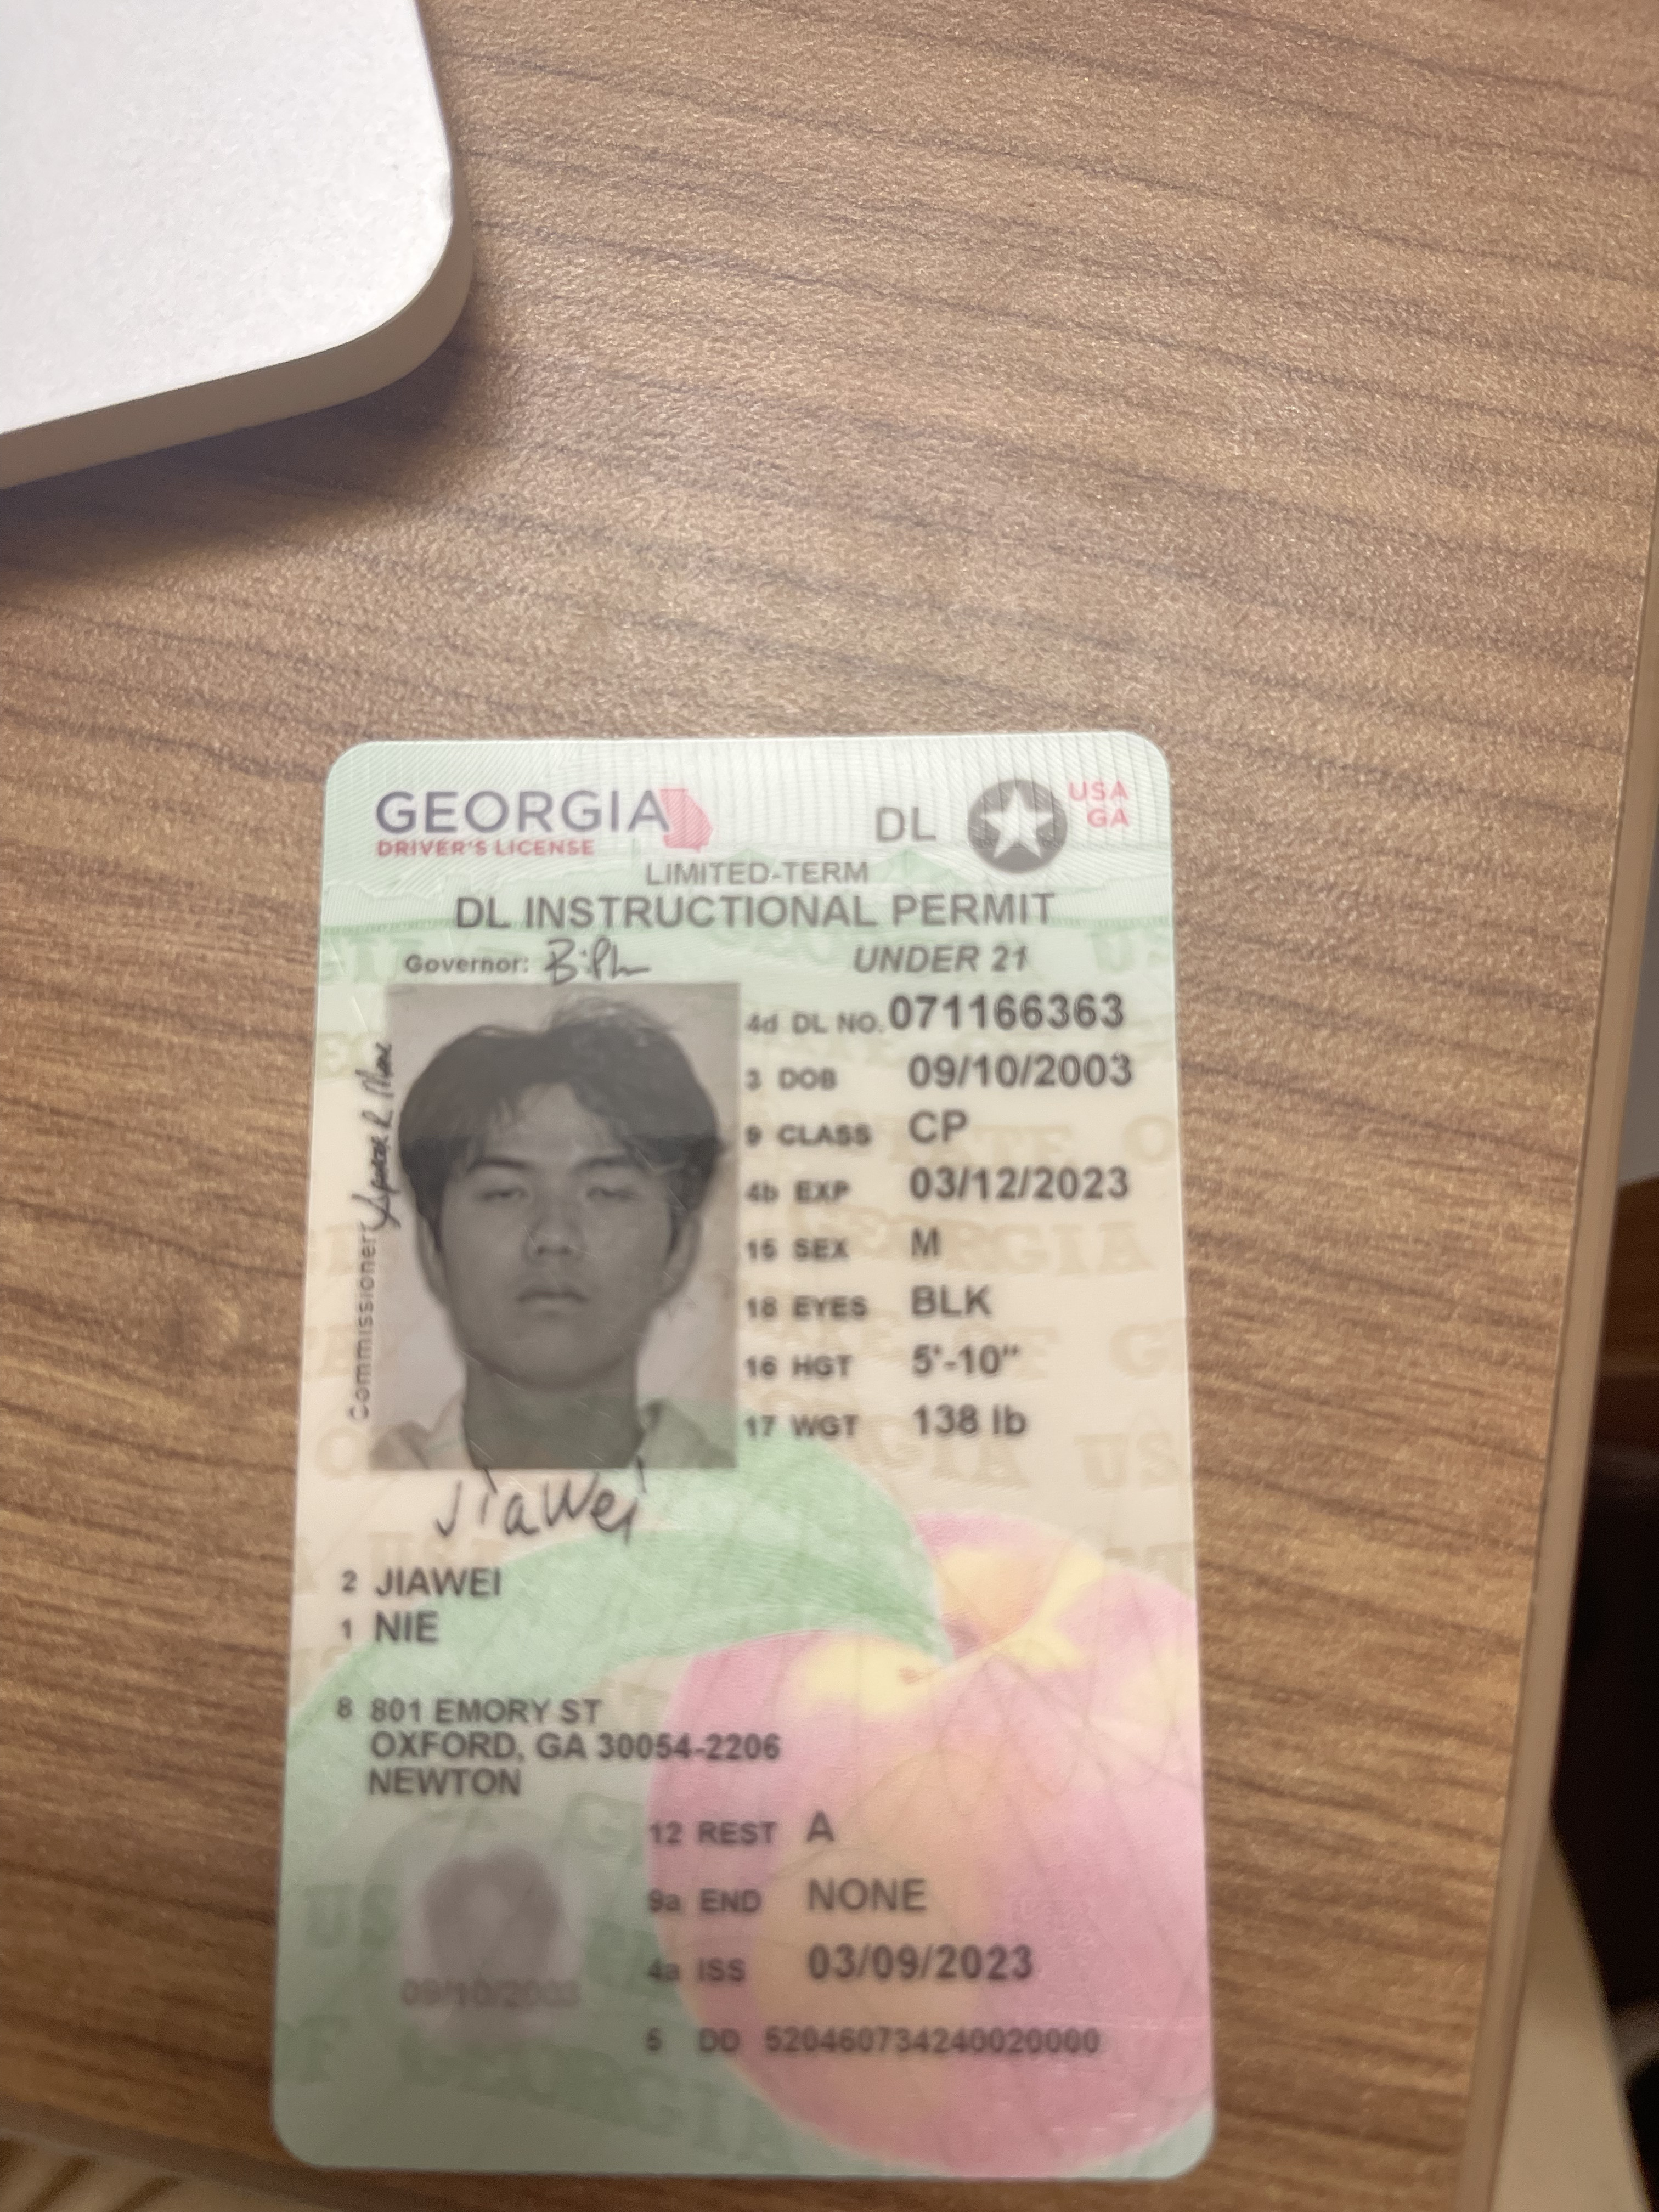 GEORGIA
DRIVER'S LICENSE
DL
USA
GA
LIMITED-TERM
DL INSTRUCTIONAL PERMIT
Governor:
UNDER 21
Commissioner
4d DL NO. 071166363
3 DOB 09/10/2003
9 CLASS CP
4b EXP 03/12/2023
15 SEX M
18 EYES BLK
16 HGT 5'-10"
17 WGT 138 lb
JiaWei
2 JIAWEI
1 NIE
8 801 EMORY ST
OXFORD, GA 30054-2206
NEWTON
12 REST A
9a END NONE
4a ISS 03/09/2023
09/10/2003
5 DD 520460734240020000